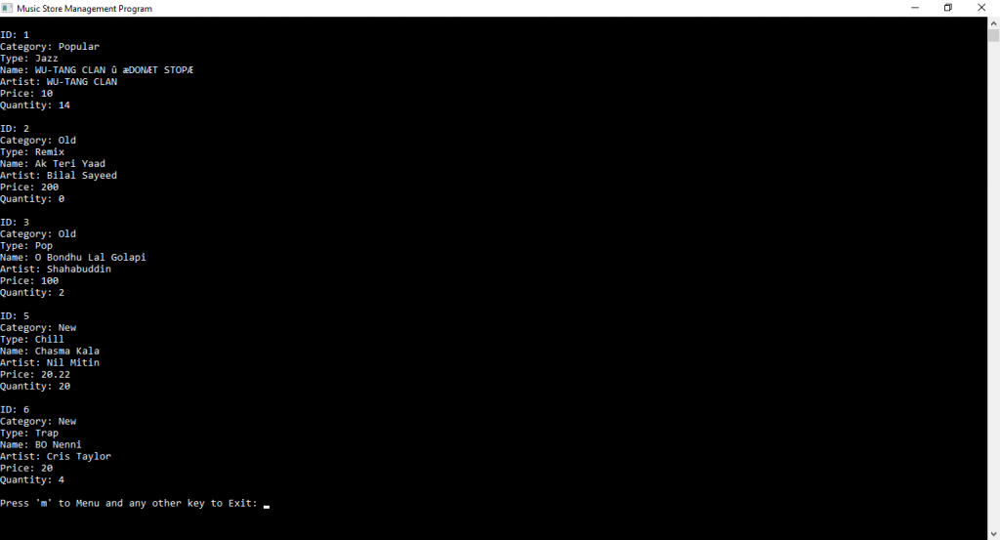 Music Store Management Program
ID: 1
Category: Popular
Type: Jazz
Name: WU-TANG CLAN û æDONÆT STOPÆ
Artist: WU-TANG CLAN
Price: 10
Quantity: 14
ID: 2
Category: Old
Type: Remix
Name: Ak Teri Yaad
Artist: Bilal Sayeed
Price: 200
Quantity: 0
ID: 3
Category: Old
Type: Pop
Name: O Bondhu Lal Golapi
Artist: Shahabuddin
Price: 100
Quantity: 2
ID: 5
Category: New
Type: Chill
Name: Chasma Kala
Artist: Nil Mitin
Price: 20.22
Quantity: 20
ID: 6
Category: New
Type: Trap
Name: BO Nenni
Artist: Cris Taylor
Price: 20
Quantity: 4
Press 'm' to Menu and any other key to Exit: